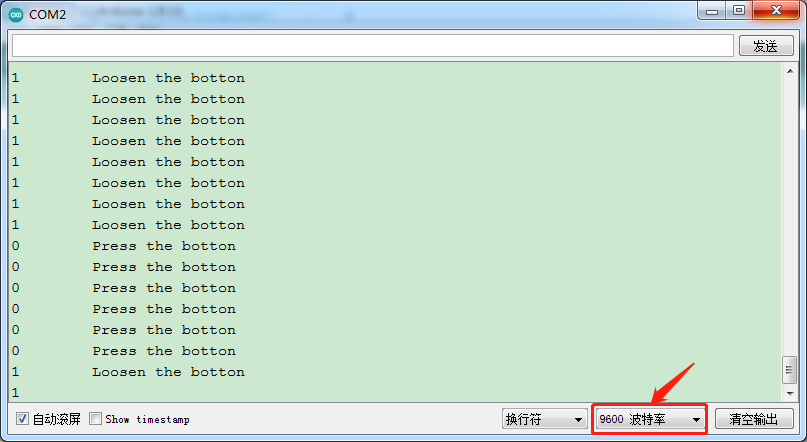 COM2
发送
1 Loosen the botton
1 Loosen the botton
1 Loosen the botton
1 Loosen the botton
1 Loosen the botton
1 Loosen the botton
1 Loosen the botton
1 Loosen the botton
0 Press the botton
0 Press the botton
0 Press the botton
0 Press the botton
0 Press the botton
0 Press the botton
1 Loosen the botton
1
自动滚屏 Show timestamp 换行符 9600 波特率 清空输出